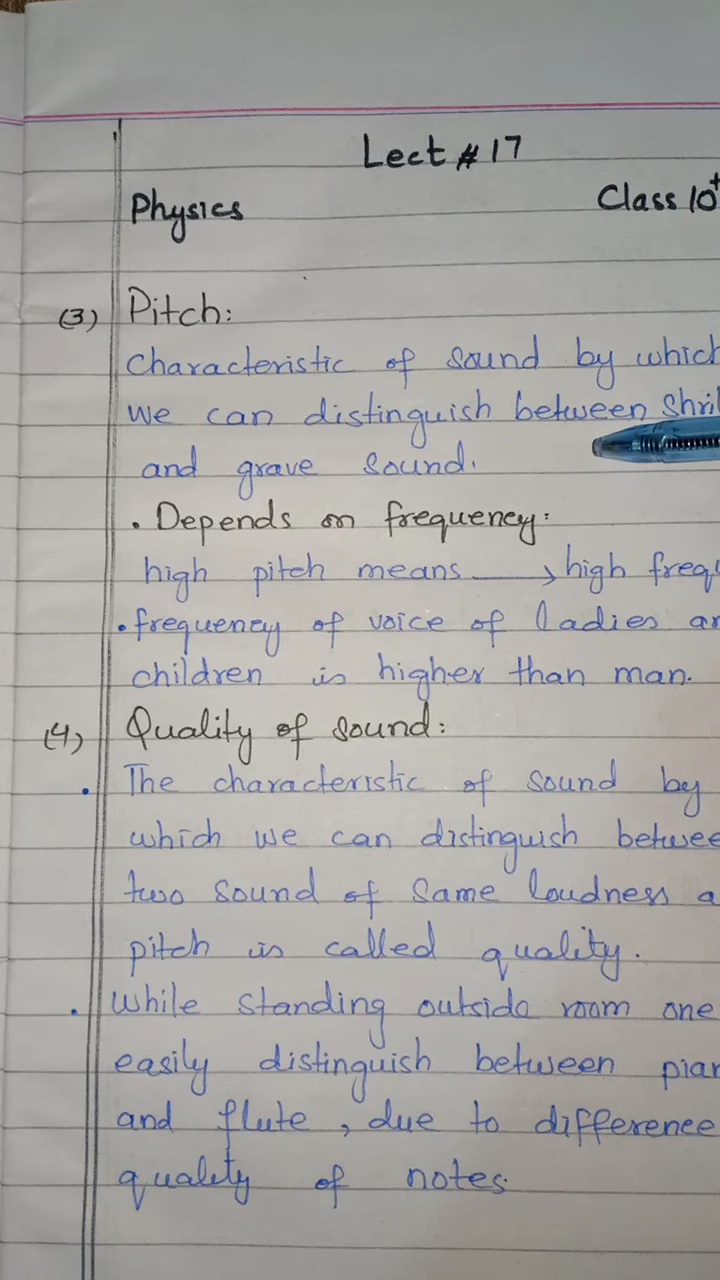 Lect # 17
Physics Class 10
(3) Pitch:
Characteristic of sound by which
We can distinguish between Shril
and grave sound.
. Depends on frequency:
high pitch means → high freq
. frequency of voice of ladies an
children is higher than man.
(4) Quality of sound:
. The characteristic of sound by
which we can distinguish betwee
two sound of same loudness a
pitch is called quality.
. While standing outside room one
easily distinguish between pian
and flute, due to difference
quality of notes.